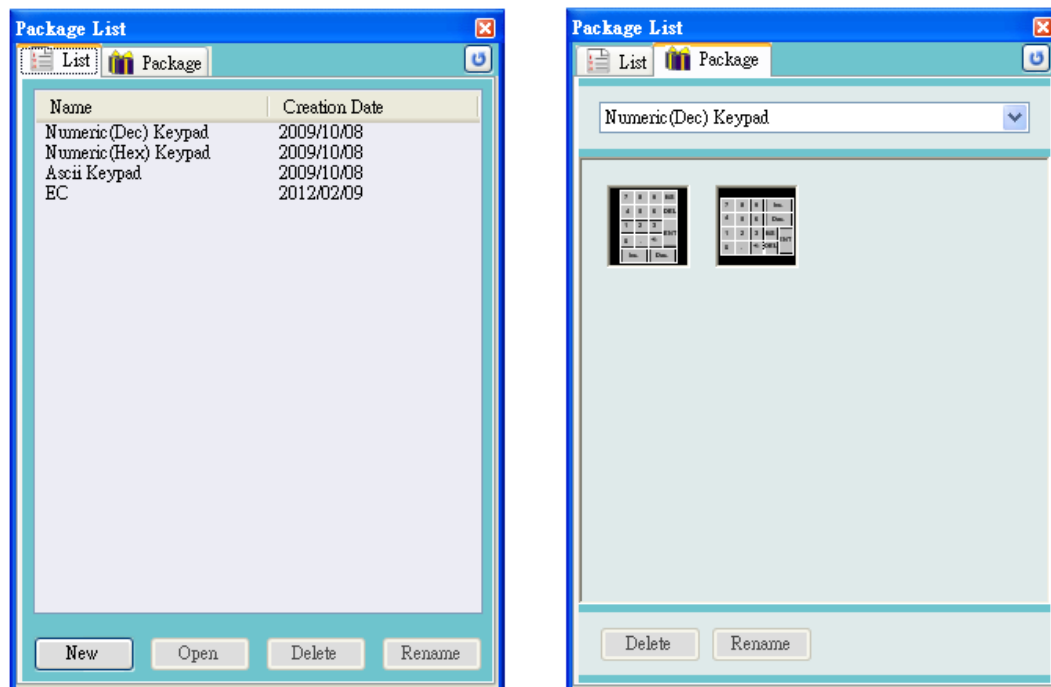 Package List
List Package
Name Creation Date
Numeric(Dec) Keypad 2009/10/08
Numeric(Hex) Keypad 2009/10/08
Ascii Keypad 2009/10/08
EC 2012/02/09
New Open Delete Rename
Package List
List Package
Numeric(Dec) Keypad
Delete Rename